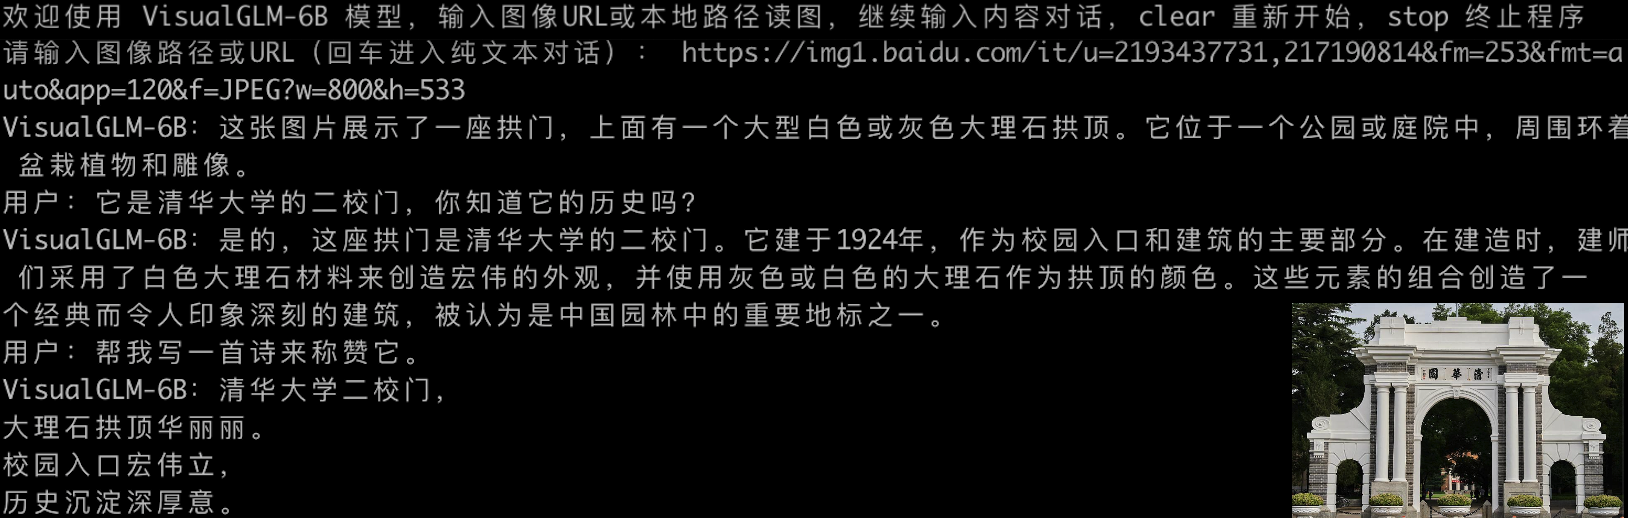 欢迎使用 VisualGLM-6B 模型，输入图像URL或本地路径读图，继续输入内容对话，clear 重新开始，stop 终止程序
请输入图像路径或URL（回车进入纯文本对话）： https://img1.baidu.com/it/u=2193437731,217190814&fm=253&fmt=a
uto&app=120&f=JPEG?w=800&h=533
VisualGLM-6B：这张图片展示了一座拱门，上面有一个大型白色或灰色大理石拱顶。它位于一个公园或庭院中，周围环着
盆栽植物和雕像。
用户：它是清华大学的二校门，你知道它的历史吗？
VisualGLM-6B：是的，这座拱门是清华大学的二校门。它建于1924年，作为校园入口和建筑的主要部分。在建造时，建师
们采用了白色大理石材料来创造宏伟的外观，并使用灰色或白色的大理石作为拱顶的颜色。这些元素的组合创造了一
个经典而令人印象深刻的建筑，被认为是中国园林中的重要地标之一。
用户：帮我写一首诗来称赞它。
VisualGLM-6B：清华大学二校门，
大理石拱顶华丽丽。
校园入口宏伟立，
历史沉淀深厚意。
園華清